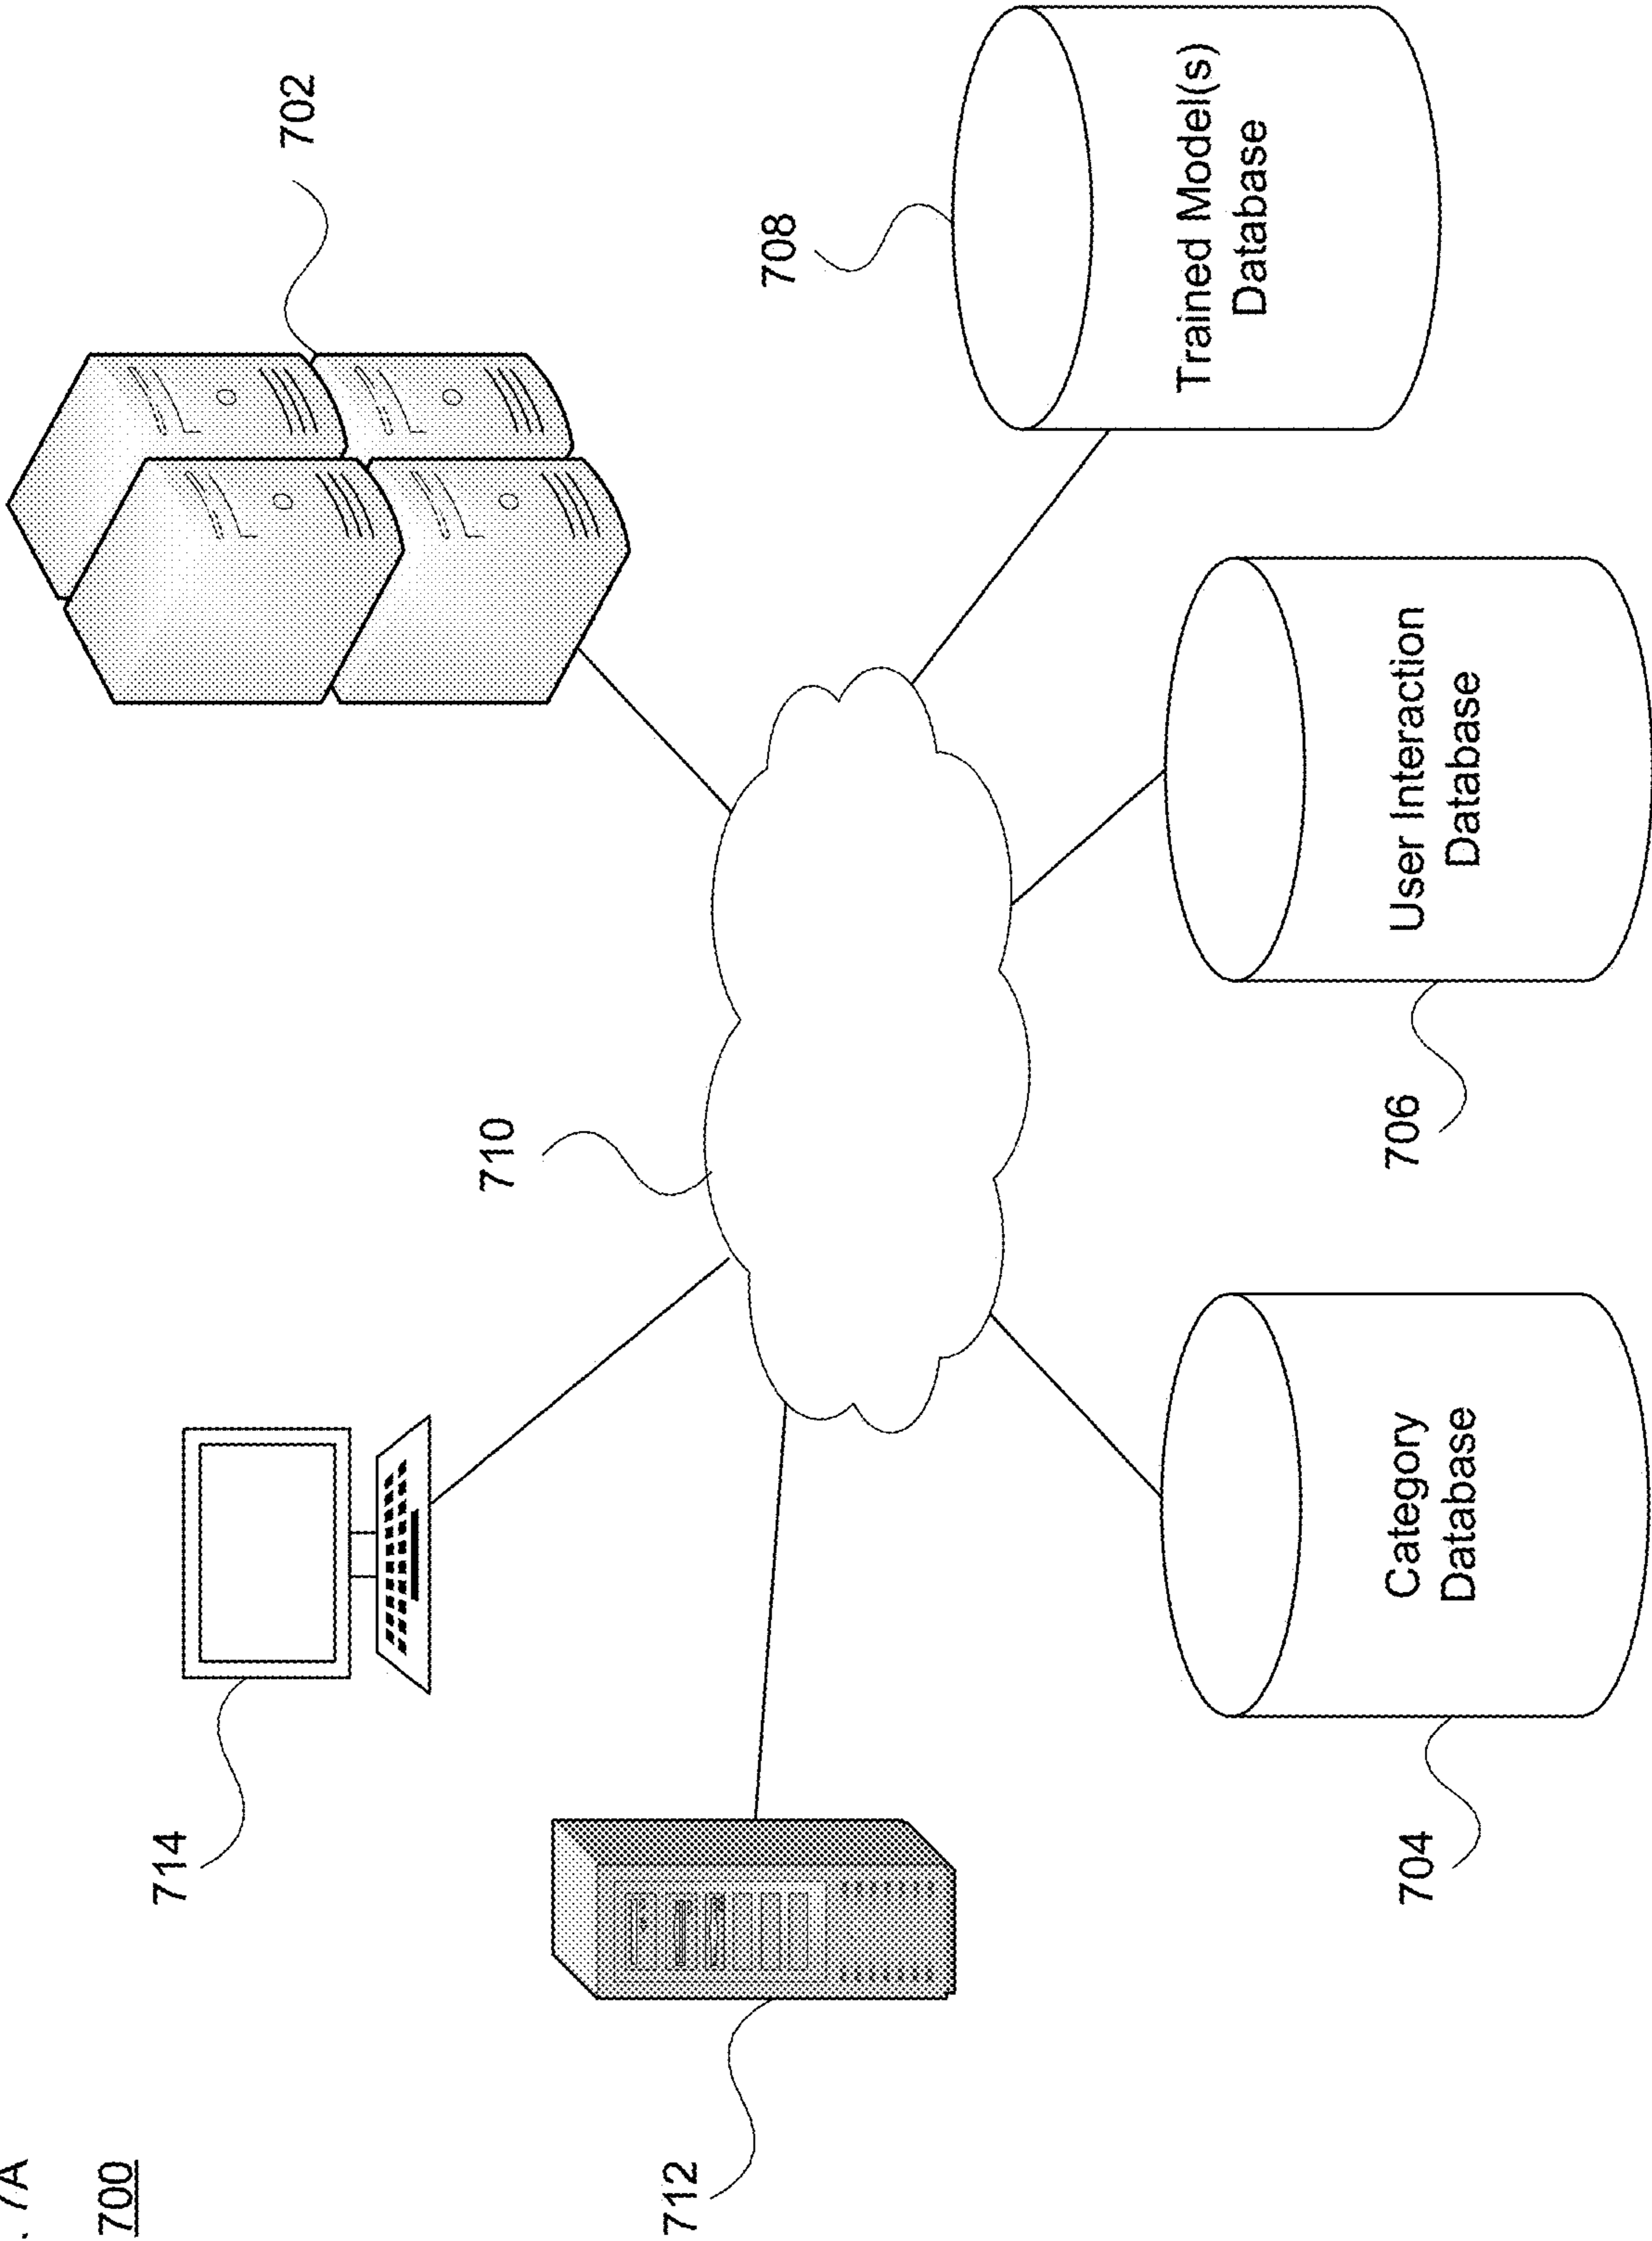 . 7A
700
714
702
710
712
708
Trained Model(s)
Database
704
Category
Database
706
User Interaction
Database